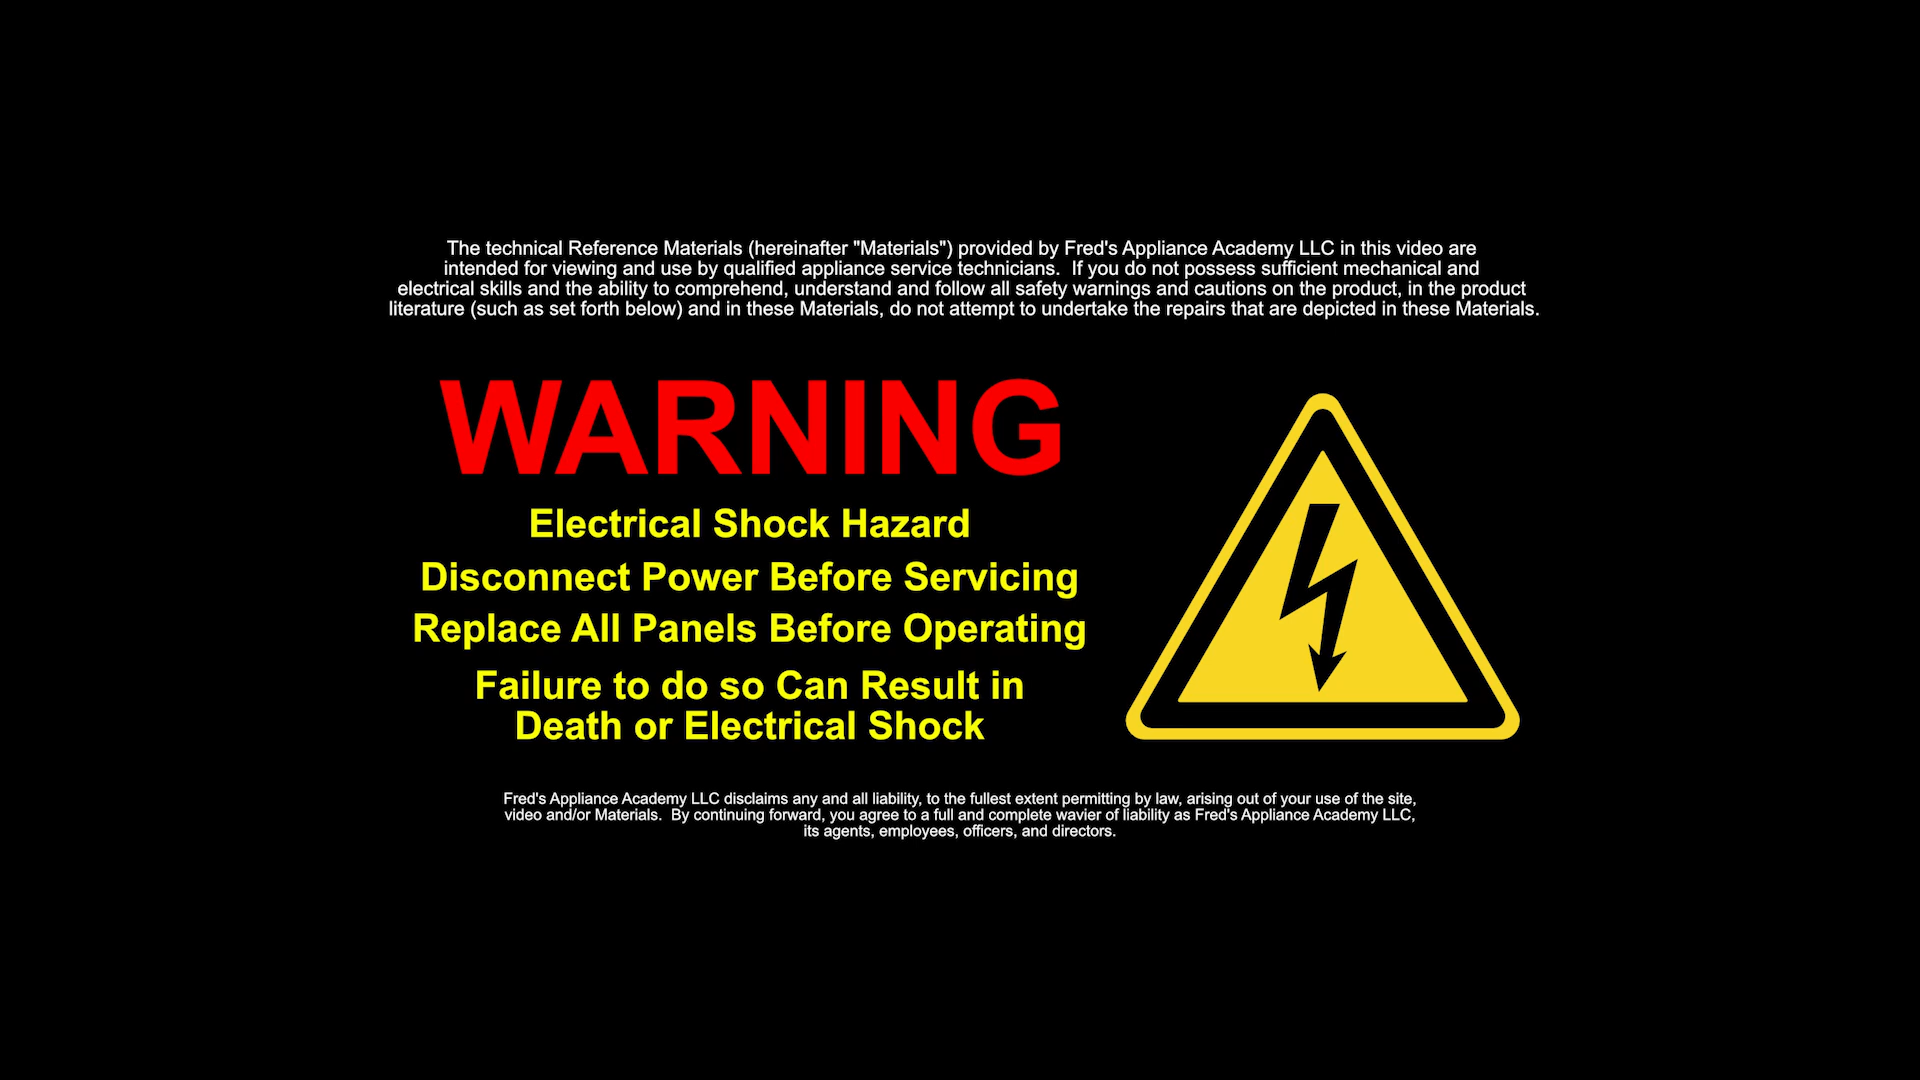 The technical Reference Materials (hereinafter "Materials") provided by Fred's Appliance Academy LLC in this video are
intended for viewing and use by qualified appliance service technicians.  If you do not possess sufficient mechanical and
electrical skills and the ability to comprehend, understand and follow all safety warnings and cautions on the product, in the product
literature (such as set forth below) and in these Materials, do not attempt to undertake the repairs that are depicted in these Materials.
WARNING
Electrical Shock Hazard
Disconnect Power Before Servicing
Replace All Panels Before Operating
Failure to do so Can Result in
Death or Electrical Shock
Fred's Appliance Academy LLC disclaims any and all liability, to the fullest extent permitting by law, arising out of your use of the site,
video and/or Materials.  By continuing forward, you agree to a full and complete wavier of liability as Fred's Appliance Academy LLC,
its agents, employees, officers, and directors.